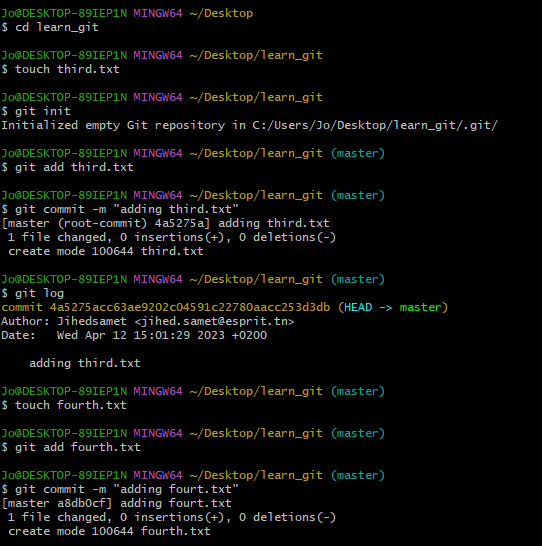 Jo@DESKTOP-89IEP1N MINGW64 ~/Desktop
$ cd learn_git
Jo@DESKTOP-89IEP1N MINGW64 ~/Desktop/learn_git
$ touch third.txt
Jo@DESKTOP-89IEP1N MINGW64 ~/Desktop/learn_git
$ git init
Initialized empty Git repository in C:/Users/Jo/Desktop/learn_git/.git/
Jo@DESKTOP-89IEP1N MINGW64 ~/Desktop/learn_git (master)
$ git add third.txt
Jo@DESKTOP-89IEP1N MINGW64 ~/Desktop/learn_git (master)
$ git commit -m "adding third.txt"
[master (root-commit) 4a5275a] adding third.txt
 1 file changed, 0 insertions(+), 0 deletions(-)
 create mode 100644 third.txt
Jo@DESKTOP-89IEP1N MINGW64 ~/Desktop/learn_git (master)
$ git log
commit 4a5275acc63ae9202c04591c22780aacc253d3db (HEAD -> master)
Author: Jihedsamet <jihed.samet@esprit.tn>
Date:   Wed Apr 12 15:01:29 2023 +0200
    adding third.txt
Jo@DESKTOP-89IEP1N MINGW64 ~/Desktop/learn_git (master)
$ touch fourth.txt
Jo@DESKTOP-89IEP1N MINGW64 ~/Desktop/learn_git (master)
$ git add fourth.txt
Jo@DESKTOP-89IEP1N MINGW64 ~/Desktop/learn_git (master)
$ git commit -m "adding fourt.txt"
[master a8db0cf] adding fourt.txt
 1 file changed, 0 insertions(+), 0 deletions(-)
 create mode 100644 fourth.txt